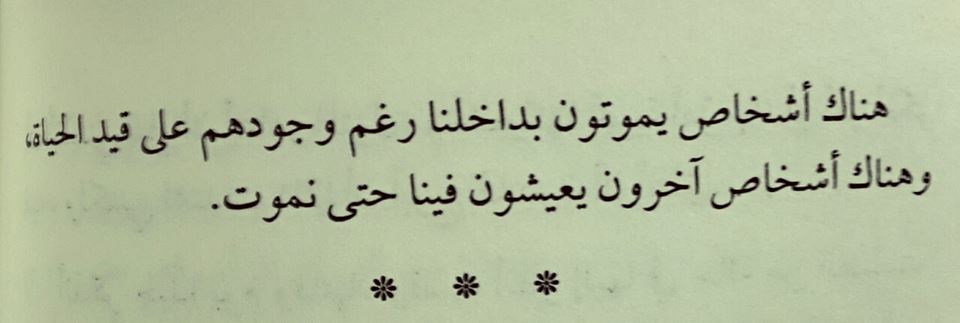 هناك أشخاص يموتون بداخلنا رغم وجودهم على قيد الحياة،
وهناك أشخاص آخرون يعيشون فينا حتى نموت.